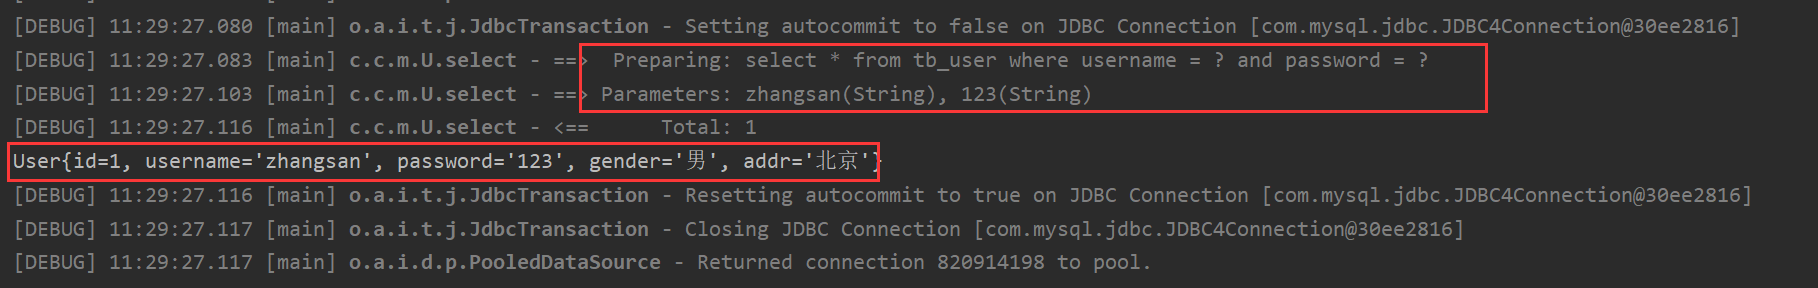 [DEBUG] 11:29:27.080 [main] o.a.i.t.j.JdbcTransaction - Setting autocommit to false on JDBC Connection [com.mysql.jdbc.JDBC4Connection@30ee2816]
[DEBUG] 11:29:27.083 [main] c.c.m.U.select - ==>  Preparing: select * from tb_user where username = ? and password = ?
[DEBUG] 11:29:27.103 [main] c.c.m.U.select - ==> Parameters: zhangsan(String), 123(String)
[DEBUG] 11:29:27.116 [main] c.c.m.U.select - <==      Total: 1
User{id=1, username='zhangsan', password='123', gender='男', addr='北京'}
[DEBUG] 11:29:27.116 [main] o.a.i.t.j.JdbcTransaction - Resetting autocommit to true on JDBC Connection [com.mysql.jdbc.JDBC4Connection@30ee2816]
[DEBUG] 11:29:27.117 [main] o.a.i.t.j.JdbcTransaction - Closing JDBC Connection [com.mysql.jdbc.JDBC4Connection@30ee2816]
[DEBUG] 11:29:27.117 [main] o.a.i.d.p.PooledDataSource - Returned connection 820914198 to pool.